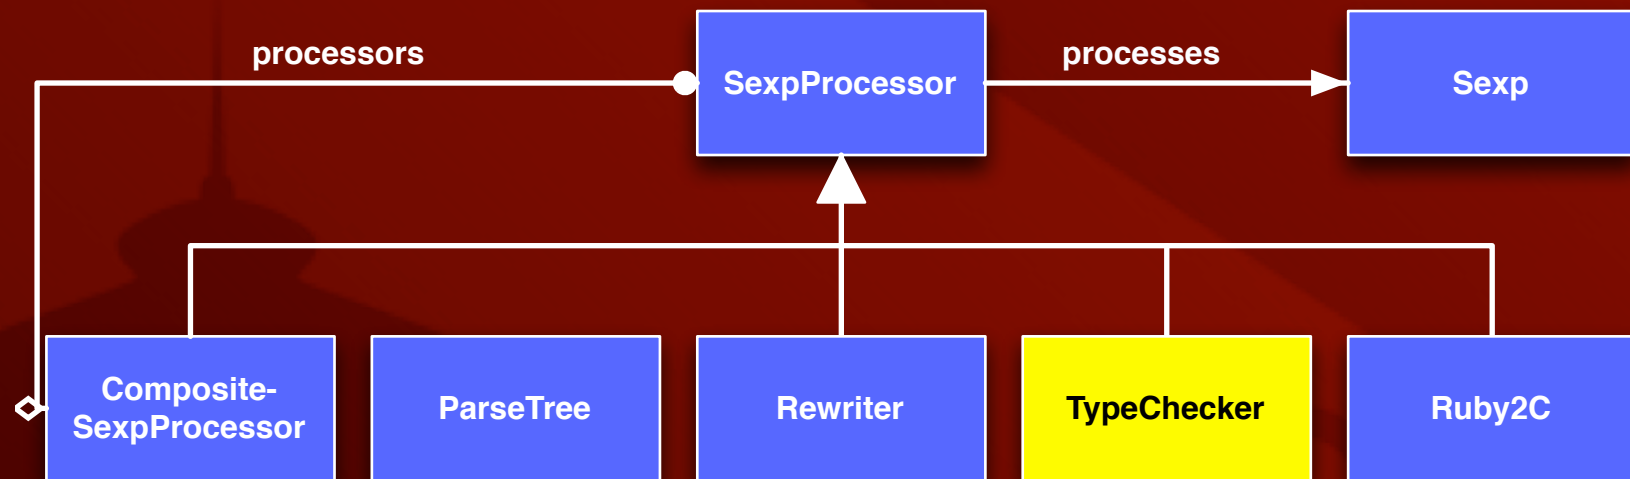 processors
SexpProcessor
processes
Sexp
Composite-
SexpProcessor
ParseTree
Rewriter
TypeChecker
Ruby2C